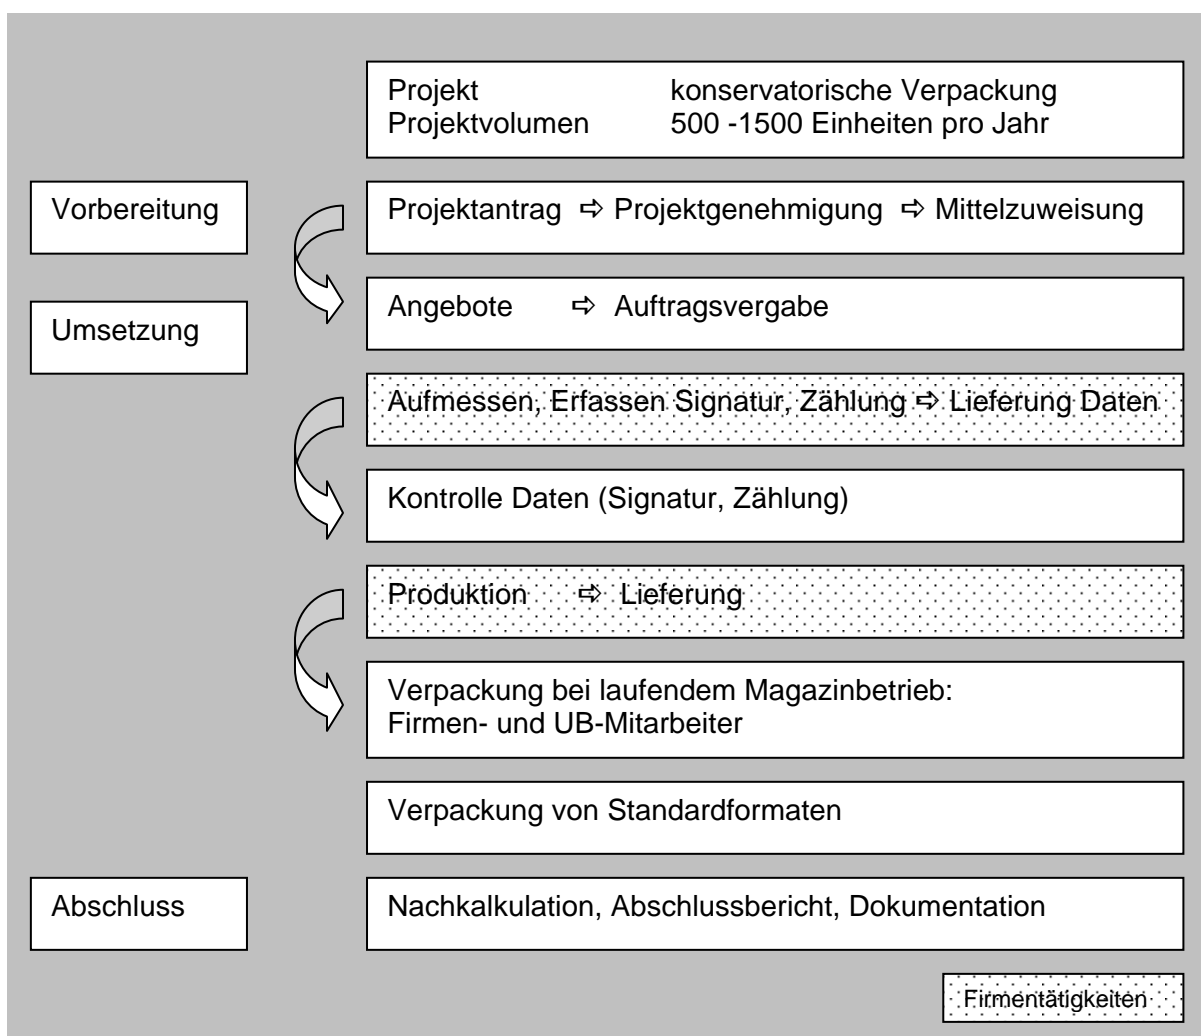 Projekt konservatorische Verpackung
Projektvolumen 500 -1500 Einheiten pro Jahr
Vorbereitung
Projektantrag ⇨ Projektgenehmigung ⇨ Mittelzuweisung
Angebote ⇨ Auftragsvergabe
Umsetzung
Aufmessen, Erfassen Signatur, Zählung ⇨ Lieferung Daten
Kontrolle Daten (Signatur, Zählung)
Produktion ⇨ Lieferung
Verpackung bei laufendem Magazinbetrieb:
Firmen- und UB-Mitarbeiter
Verpackung von Standardformaten
Abschluss
Nachkalkulation, Abschlussbericht, Dokumentation
Firmentätigkeiten